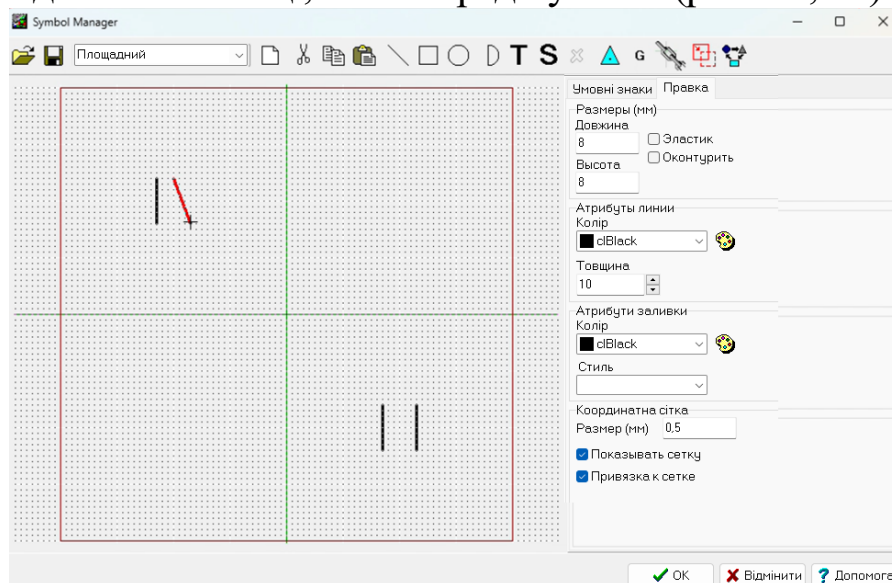 Symbol Manager
Площадний
T S G
Умовні знаки Правка
Размеры (мм)
Довжина
8
Эластик
Оконтурить
Высота
8
Атрибуты линии
Колір
clBlack
Товщина
10
Атрибути заливки
Колір
clBlack
Стиль
Координатна сітка
Размер (мм) 0,5
Показывать сетку
Привязка к сетке
OK Відмінити ? Допомога